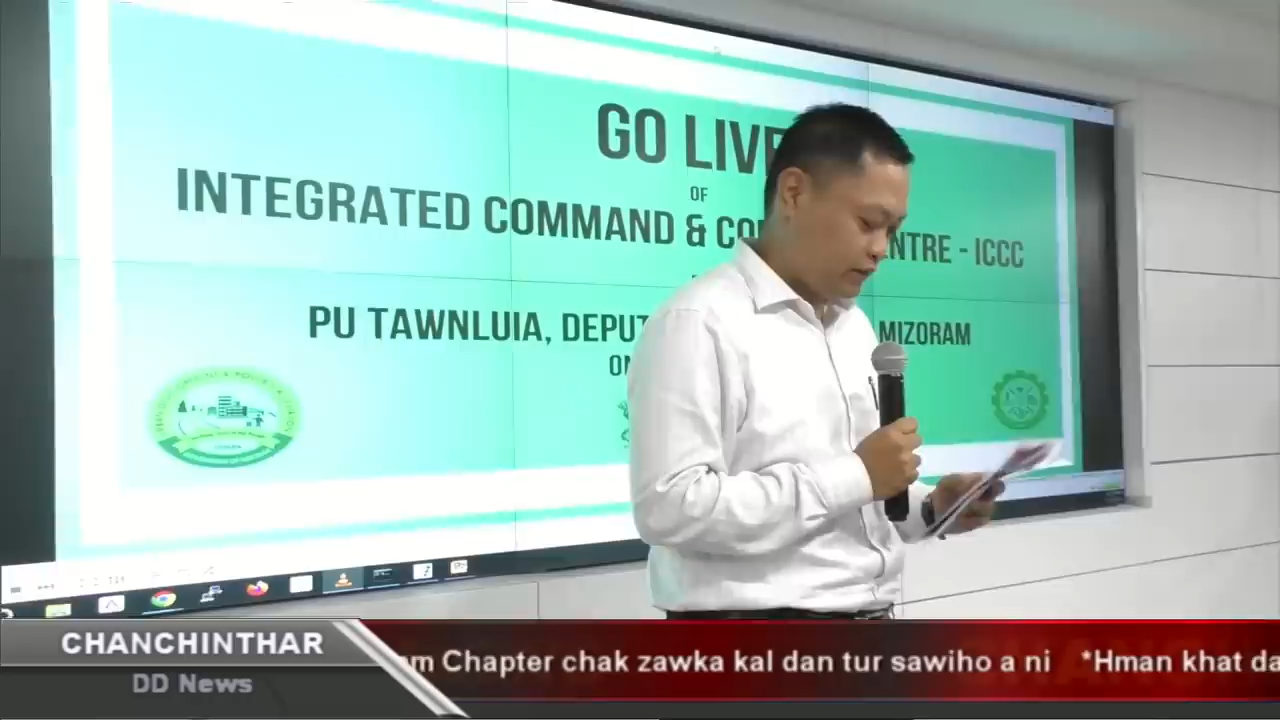 GO LIVE
OF
INTEGRATED COMMAND & CO NTRE - ICCC
PU TAWNLUIA, DEPUT MIZORAM
ON
CHANCHINTHAR
DD News
am Chapter chak zawka kal dan tur sawiho a ni *Hman khat da